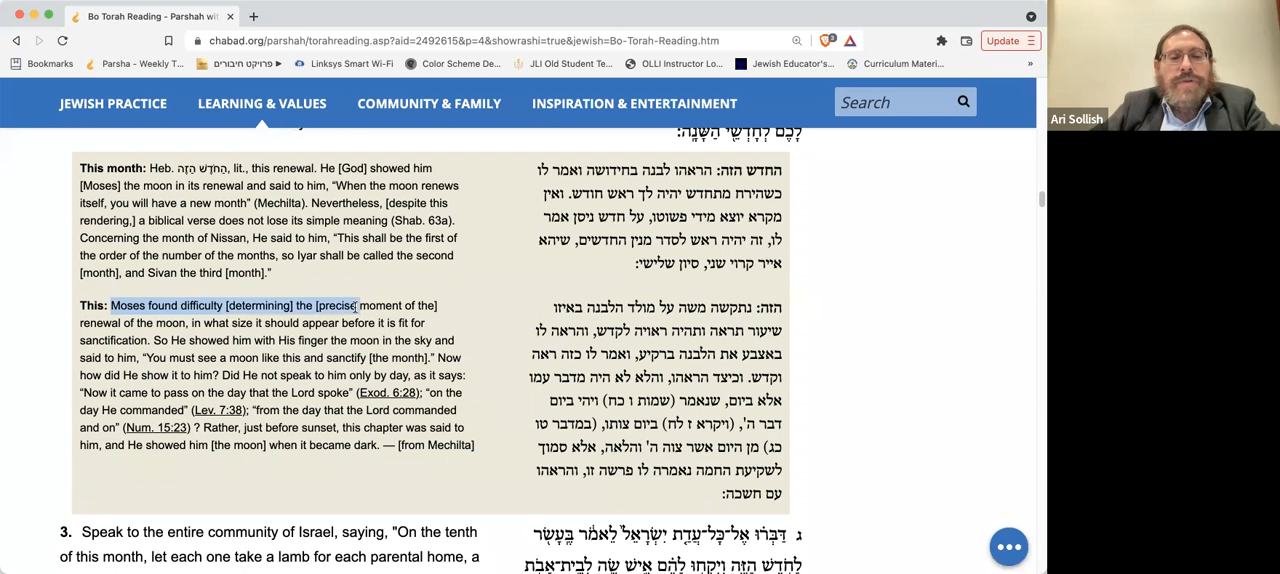 Bo Torah Reading - Parshah wit
chabad.org/parshah/torahreading.asp?aid=2492615&p=4&showrashi=true&jewish=Bo-Torah-Reading.htm
Update
Bookmarks Parsha - Weekly T... פרויקט חיבורים Linksys Smart Wi-Fi Color Scheme De... JLI Old Student Te... OLLI Instructor Lo... Jewish Educator's... Curriculum Materi... »
JEWISH PRACTICE LEARNING & VALUES COMMUNITY & FAMILY INSPIRATION & ENTERTAINMENT Search
Ari Sollish
לָכֶם לְחָדְשֵׁי הַשָּׁנָה:
This month: Heb. הַחֹדֶשׁ הַזֶּה, lit., this renewal. He [God] showed him
[Moses] the moon in its renewal and said to him, “When the moon renews
itself, you will have a new month” (Mechilta). Nevertheless, [despite this
rendering,] a biblical verse does not lose its simple meaning (Shab. 63a).
Concerning the month of Nissan, He said to him, “This shall be the first of
the order of the number of the months, so Iyar shall be called the second
[month], and Sivan the third [month].”
החדש הזה: הראהו לבנה בחידושה ואמר לו
כשהירח מתחדש יהיה לך ראש חודש. ואין
מקרא יוצא מידי פשוטו, על חדש ניסן אמר
לו, זה יהיה ראש לסדר מנין החדשים, שיהא
אייר קרוי שני, סיון שלישי:
This: Moses found difficulty [determining] the [precise moment of the]
renewal of the moon, in what size it should appear before it is fit for
sanctification. So He showed him with His finger the moon in the sky and
said to him, “You must see a moon like this and sanctify [the month].” Now
how did He show it to him? Did He not speak to him only by day, as it says:
“Now it came to pass on the day that the Lord spoke” (Exod. 6:28); “on the
day He commanded” (Lev. 7:38); “from the day that the Lord commanded
and on” (Num. 15:23) ? Rather, just before sunset, this chapter was said to
him, and He showed him [the moon] when it became dark. — [from Mechilta]
הזה: נתקשה משה על מולד הלבנה באיזו
שיעור תראה ותהיה ראויה לקדש, והראה לו
באצבע את הלבנה ברקיע, ואמר לו כזה ראה
וקדש. וכיצד הראהו, והלא לא היה מדבר עמו
אלא ביום, שנאמר (שמות ו כח) ויהי ביום
דבר ה', (ויקרא ז לח) ביום צותו, (במדבר טו
כג) מן היום אשר צוה ה' והלאה, אלא סמוך
לשקיעת החמה נאמרה לו פרשה זו, והראהו
עם חשכה:
3. Speak to the entire community of Israel, saying, "On the tenth
of this month, let each one take a lamb for each parental home, a
ג דַּבְּרוּ אֶל־כָּל־עֲדַת יִשְׂרָאֵל לֵאמֹר בֶּעָשֹׂר
לַחֹדֶשׁ הַזֶּה וְיִקְחוּ לָהֶם אִישׁ שֶׂה לְבֵית־אָבֹת